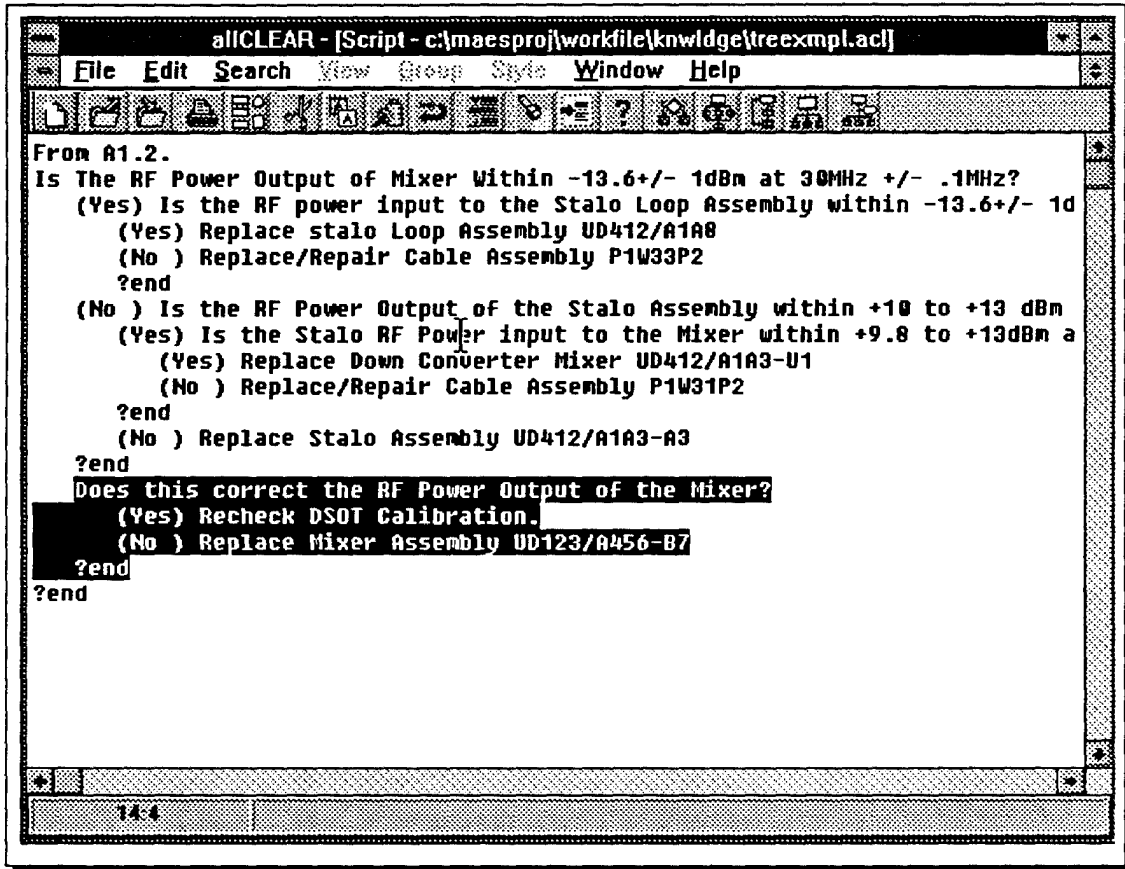 allCLEAR - [Script - c:\maesproj\workfile\knwldge\treexmpl.acl]
File Edit Search View Group Style Window Help
From A1.2.
Is The RF Power Output of Mixer Within -13.6+/- 1dBm at 30MHz +/- .1MHz?
(Yes) Is the RF power input to the Stalo Loop Assembly within -13.6+/- 1d
(Yes) Replace stalo Loop Assembly UD412/A1A8
(No ) Replace/Repair Cable Assembly P1W33P2
?end
(No ) Is the RF Power Output of the Stalo Assembly within +10 to +13 dBm
(Yes) Is the Stalo RF Power input to the Mixer within +9.8 to +13dBm a
(Yes) Replace Down Converter Mixer UD412/A1A3-U1
(No ) Replace/Repair Cable Assembly P1W31P2
?end
(No ) Replace Stalo Assembly UD412/A1A3-A3
?end
Does this correct the RF Power Output of the Mixer?
(Yes) Recheck DSOT Calibration.
(No ) Replace Mixer Assembly UD123/A456-B7
?end
?end
14:4